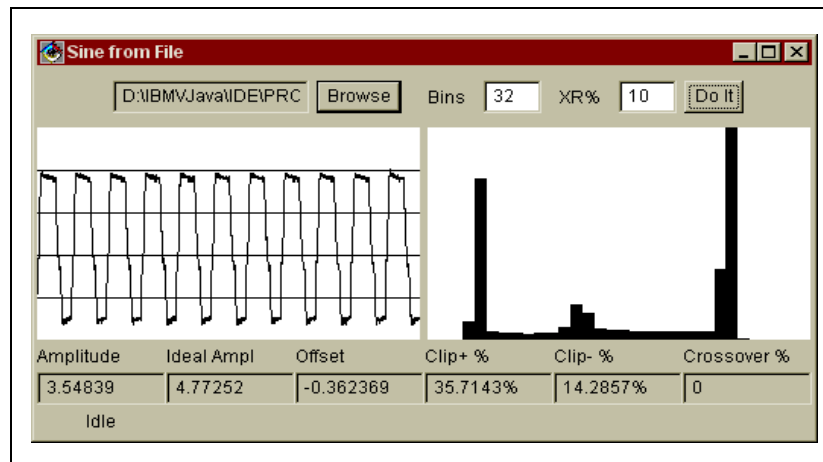 Sine from File
D:\IBMVJava\IDE\PRC Browse Bins 32 XR% 10 Do It
Amplitude Ideal Ampl Offset Clip+ % Clip- % Crossover %
3.54839 4.77252 -0.362369 35.7143% 14.2857% 0
Idle